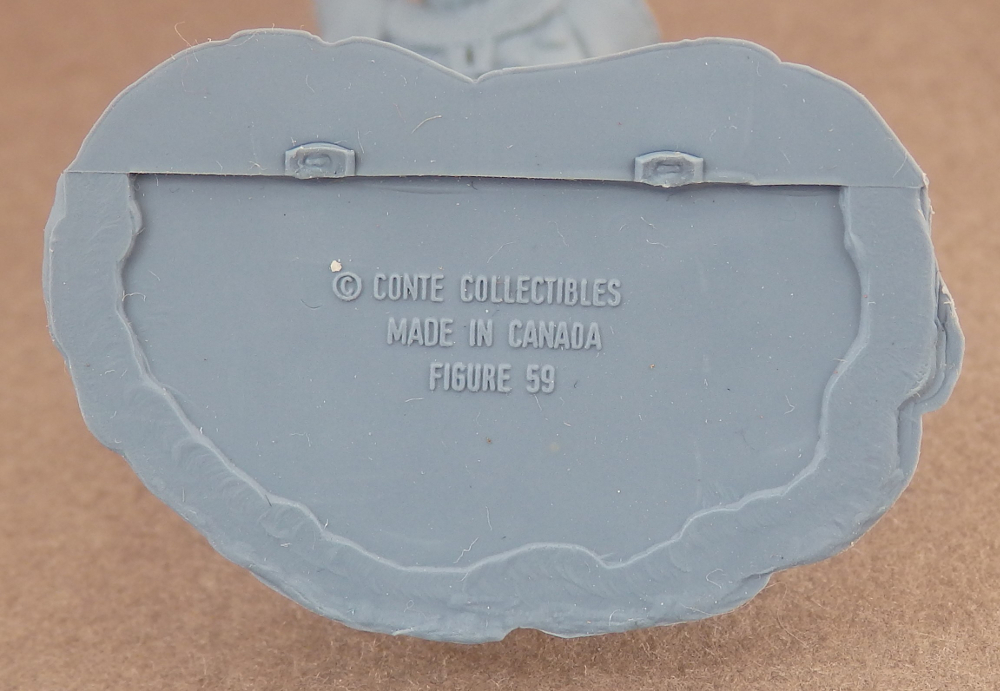 © CONTE COLLECTIBLES
MADE IN CANADA
FIGURE 59